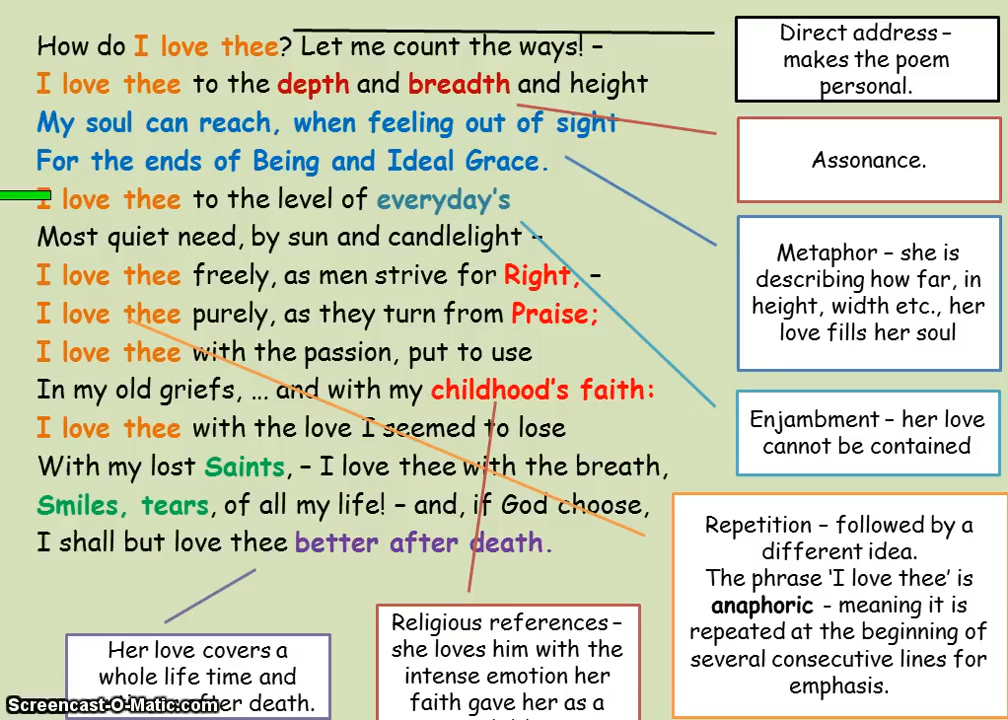 How do I love thee? Let me count the ways! –
I love thee to the depth and breadth and height
My soul can reach, when feeling out of sight
For the ends of Being and Ideal Grace.
I love thee to the level of everyday's
Most quiet need, by sun and candlelight –
I love thee freely, as men strive for Right, –
I love thee purely, as they turn from Praise;
I love thee with the passion, put to use
In my old griefs, ... and with my childhood's faith:
I love thee with the love I seemed to lose
With my lost Saints, – I love thee with the breath,
Smiles, tears, of all my life! – and, if God choose,
I shall but love thee better after death.
Direct address –
makes the poem
personal.
Assonance.
Metaphor – she is
describing how far, in
height, width etc., her
love fills her soul
Enjambment – her love
cannot be contained
Repetition – followed by a
different idea.
The phrase 'I love thee' is
anaphoric - meaning it is
repeated at the beginning of
several consecutive lines for
emphasis.
Religious references –
she loves him with the
intense emotion her
faith gave her as a
Her love covers a
whole life time and
death.
Screencast-O-Matic.com